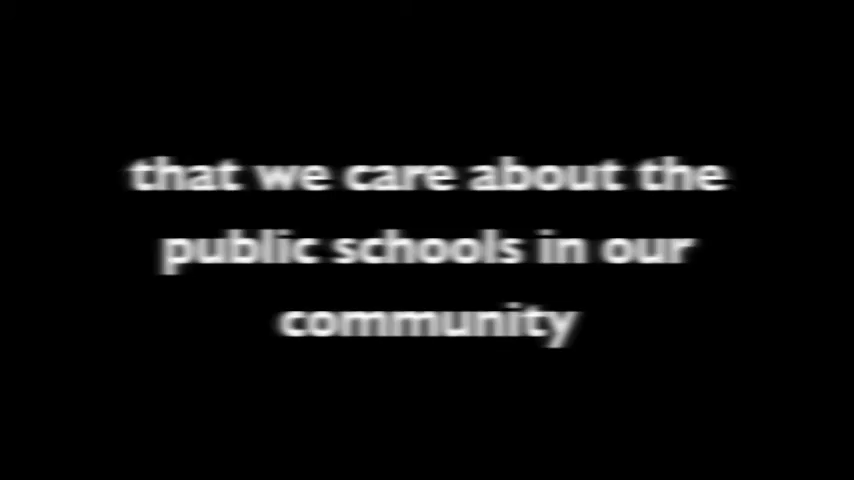 that we care about the
public schools in our
community